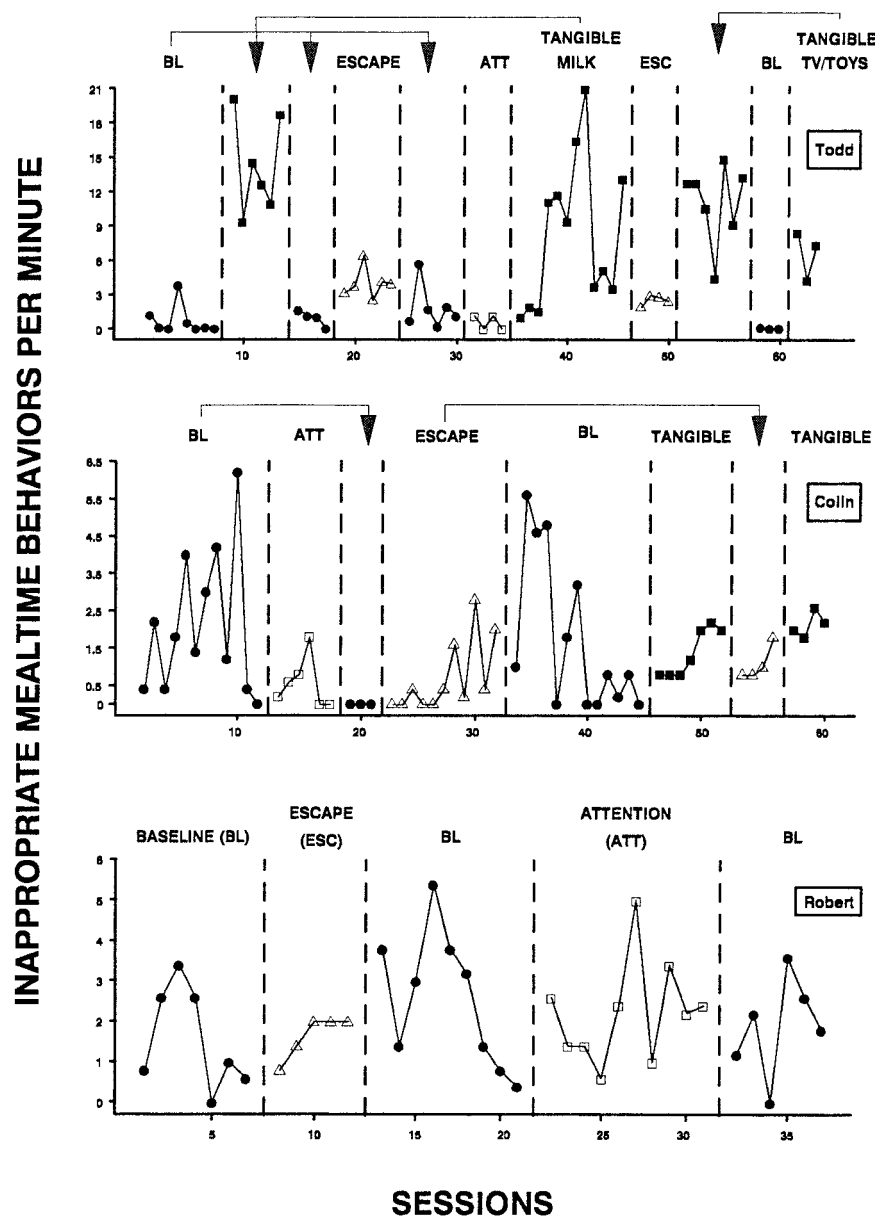 INAPPROPRIATE MEALTIME BEHAVIORS PER MINUTE
TANGIBLE TANGIBLE
BL ESCAPE ATT MILK ESC BL TV/TOYS
21
18
15
12
9
6
3
0
Todd
10 20 30 40 50 60
BL ATT ESCAPE BL TANGIBLE TANGIBLE
6.5
5.5
4.5
3.5
2.5
1.5
0.5
0
Colin
10 20 30 40 50 60
ESCAPE ATTENTION
BASELINE (BL) (ESC) BL (ATT) BL
6
5
4
3
2
1
0
Robert
5 10 15 20 25 30 35
SESSIONS